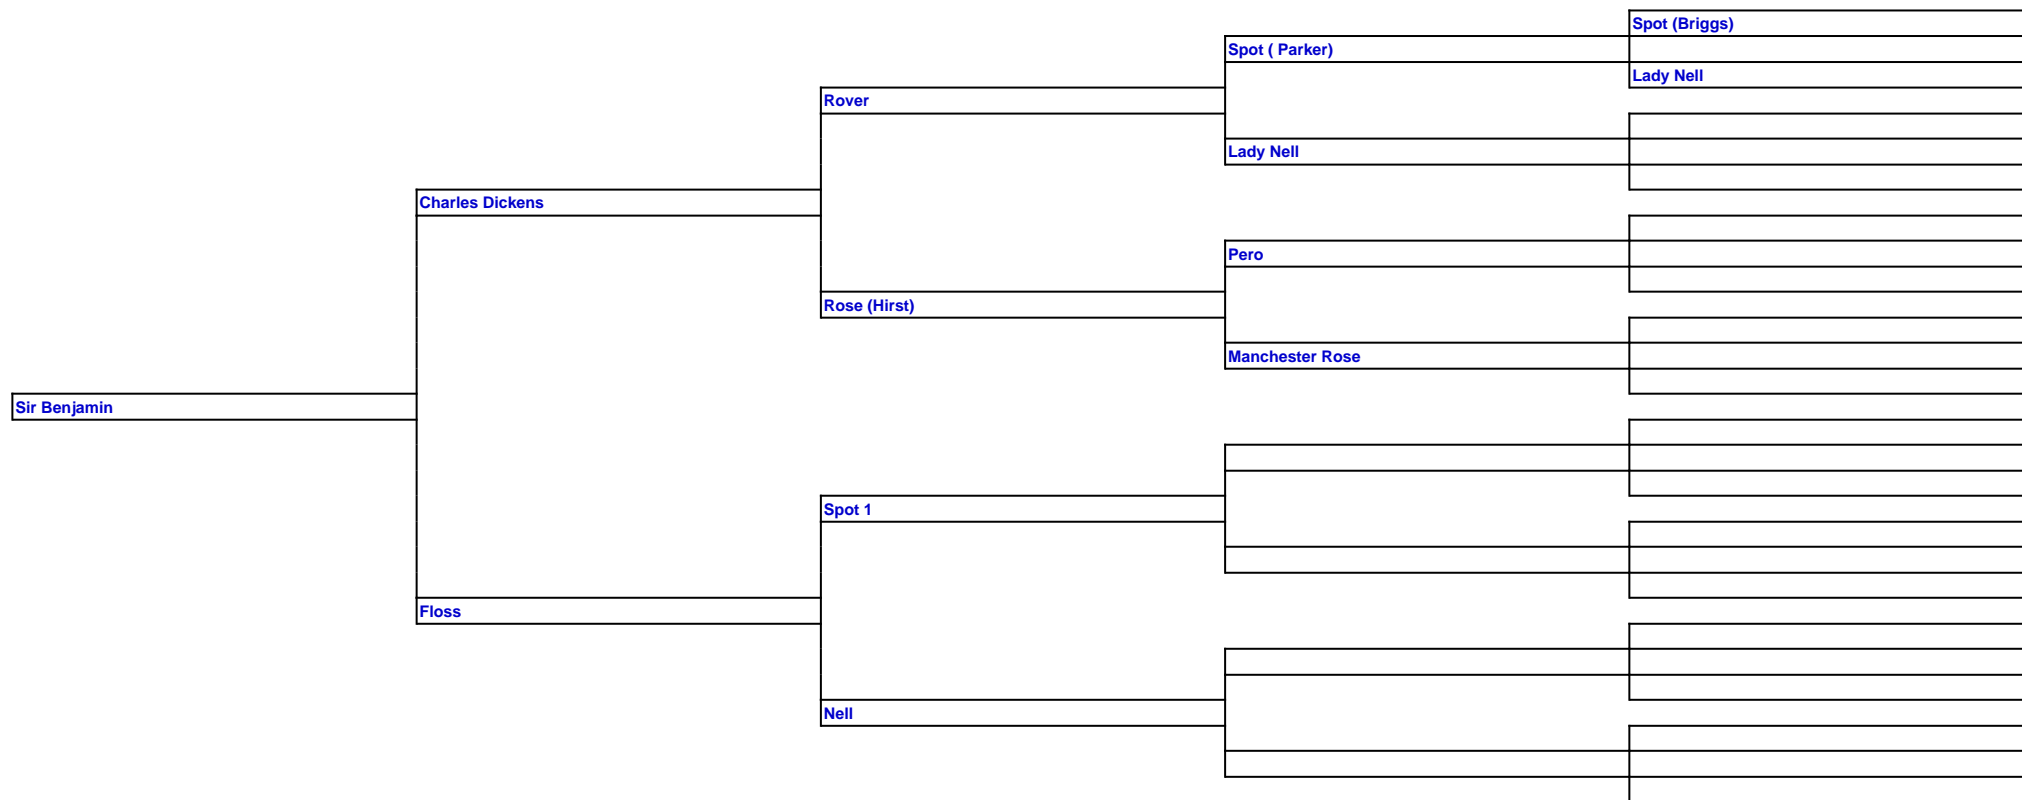 Spot (Briggs)
Spot ( Parker)
Lady Nell
Rover
Lady Nell
Charles Dickens
Pero
Rose (Hirst)
Manchester Rose
Sir Benjamin
Spot 1
Floss
Nell